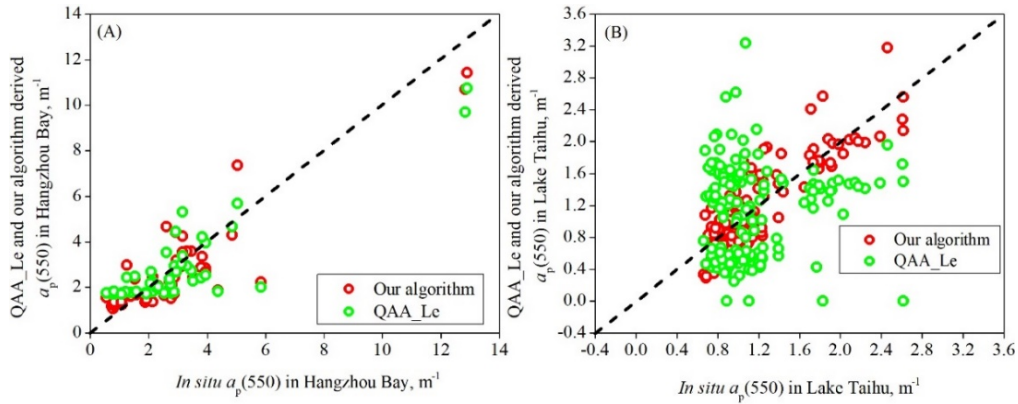 QAA_Le and our algorithm derived
a_p(550) in Hangzhou Bay, m⁻¹
14
12
10
8
6
4
2
0
(A)
Our algorithm
QAA_Le
0 2 4 6 8 10 12 14
In situ a_p(550) in Hangzhou Bay, m⁻¹
QAA_Le and our algorithm derived
a_p(550) in Lake Taihu, m⁻¹
3.6
3.2
2.8
2.4
2.0
1.6
1.2
0.8
0.4
0.0
-0.4
(B)
Our algorithm
QAA_Le
-0.4 0.0 0.4 0.8 1.2 1.6 2.0 2.4 2.8 3.2 3.6
In situ a_p(550) in Lake Taihu, m⁻¹